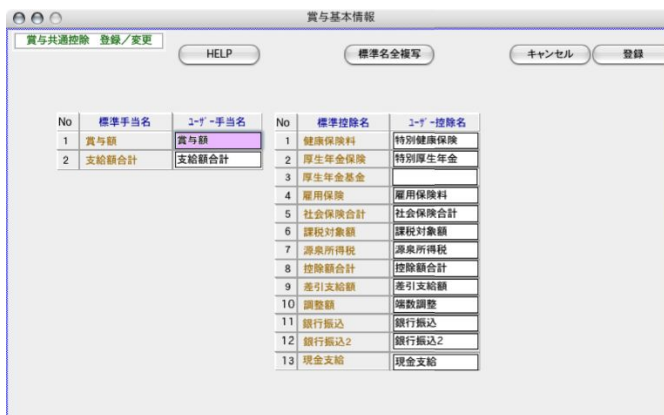 賞与基本情報
賞与共通控除 登録／変更
HELP 標準名全複写 キャンセル 登録
No 標準手当名 ﾕｰｻﾞｰ手当名
1 賞与額 賞与額
2 支給額合計 支給額合計
No 標準控除名 ﾕｰｻﾞｰ控除名
1 健康保険料 特別健康保険
2 厚生年金保険 特別厚生年金
3 厚生年金基金
4 雇用保険 雇用保険料
5 社会保険合計 社会保険合計
6 課税対象額 課税対象額
7 源泉所得税 源泉所得税
8 控除額合計 控除額合計
9 差引支給額 差引支給額
10 調整額 端数調整
11 銀行振込 銀行振込
12 銀行振込2 銀行振込2
13 現金支給 現金支給